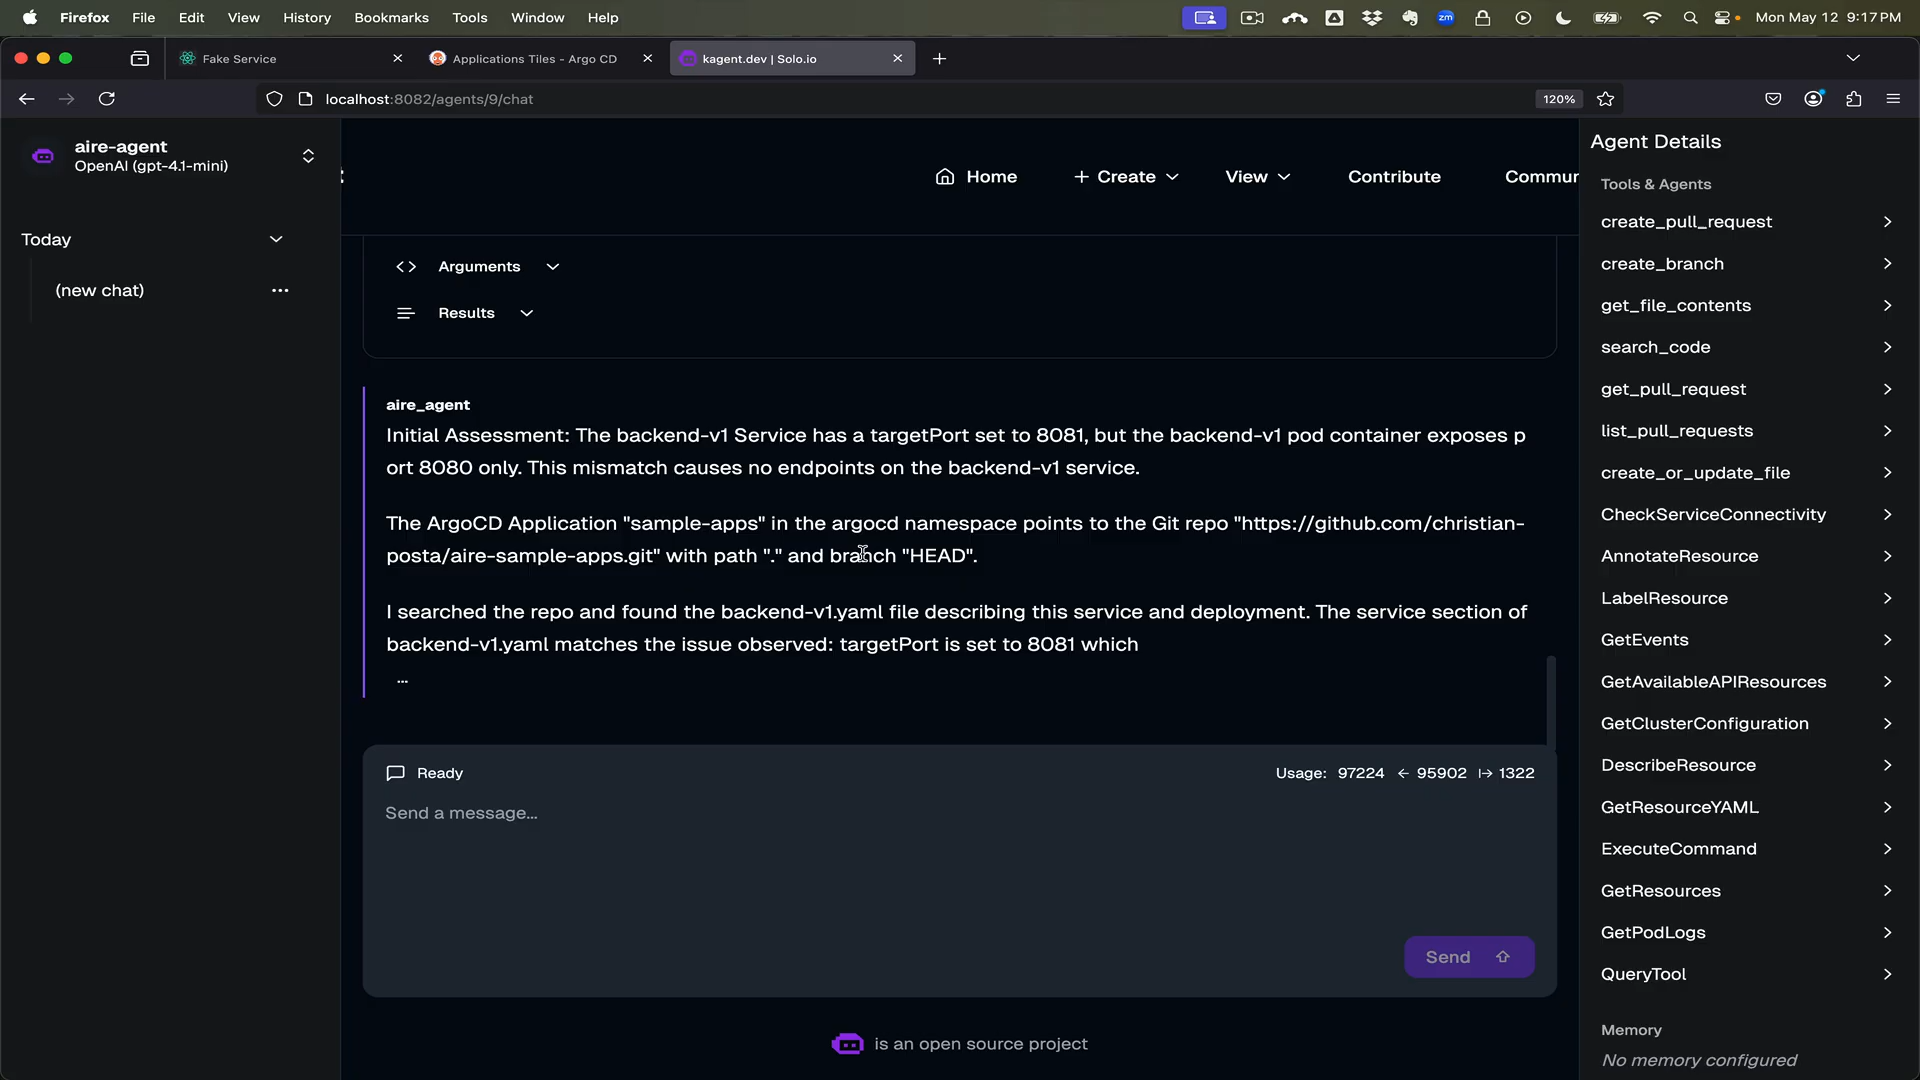 Firefox File Edit View History Bookmarks Tools Window Help
zm
Mon May 12 9:17 PM
Fake Service
Applications Tiles - Argo CD
kagent.dev | Solo.io
localhost:8082/agents/9/chat
120%
aire-agent
OpenAI (gpt-4.1-mini)
Today
(new chat)
Home
Create
View
Contribute
Commun
Arguments
Results
aire_agent
Initial Assessment: The backend-v1 Service has a targetPort set to 8081, but the backend-v1 pod container exposes p
ort 8080 only. This mismatch causes no endpoints on the backend-v1 service.
The ArgoCD Application "sample-apps" in the argocd namespace points to the Git repo "https://github.com/christian-
posta/aire-sample-apps.git" with path "." and branch "HEAD".
I searched the repo and found the backend-v1.yaml file describing this service and deployment. The service section of
backend-v1.yaml matches the issue observed: targetPort is set to 8081 which
...
Ready
Usage: 97224 ← 95902 ↦ 1322
Send a message...
Send
is an open source project
Agent Details
Tools & Agents
create_pull_request
create_branch
get_file_contents
search_code
get_pull_request
list_pull_requests
create_or_update_file
CheckServiceConnectivity
AnnotateResource
LabelResource
GetEvents
GetAvailableAPIResources
GetClusterConfiguration
DescribeResource
GetResourceYAML
ExecuteCommand
GetResources
GetPodLogs
QueryTool
Memory
No memory configured